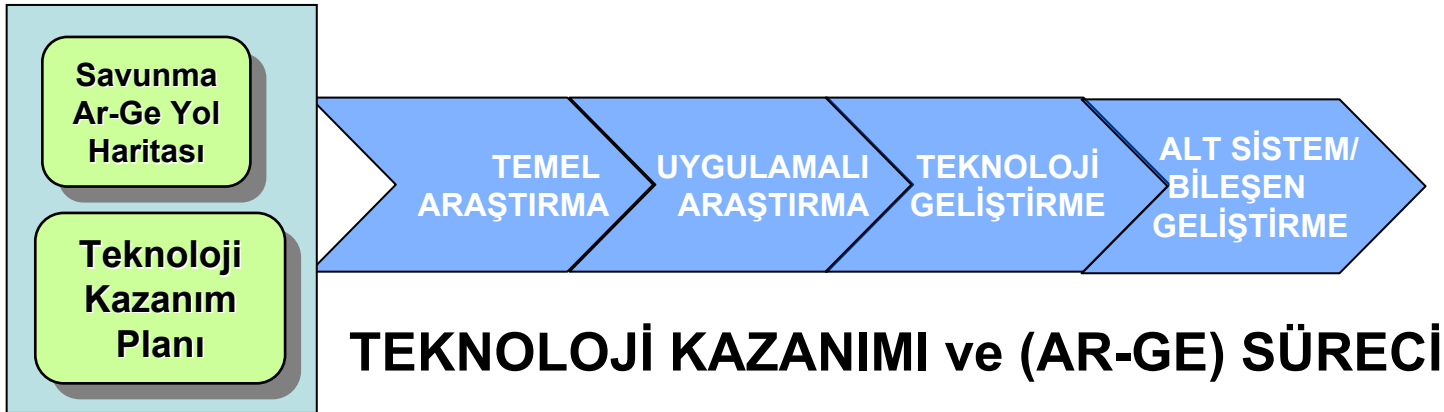 Savunma
Ar-Ge Yol
Haritası
Teknoloji
Kazanım
Planı
TEMEL
ARAŞTIRMA
UYGULAMALI
ARAŞTIRMA
TEKNOLOJİ
GELİŞTİRME
ALT SİSTEM/
BİLEŞEN
GELİŞTİRME
TEKNOLOJİ KAZANIMI ve (AR-GE) SÜRECİ